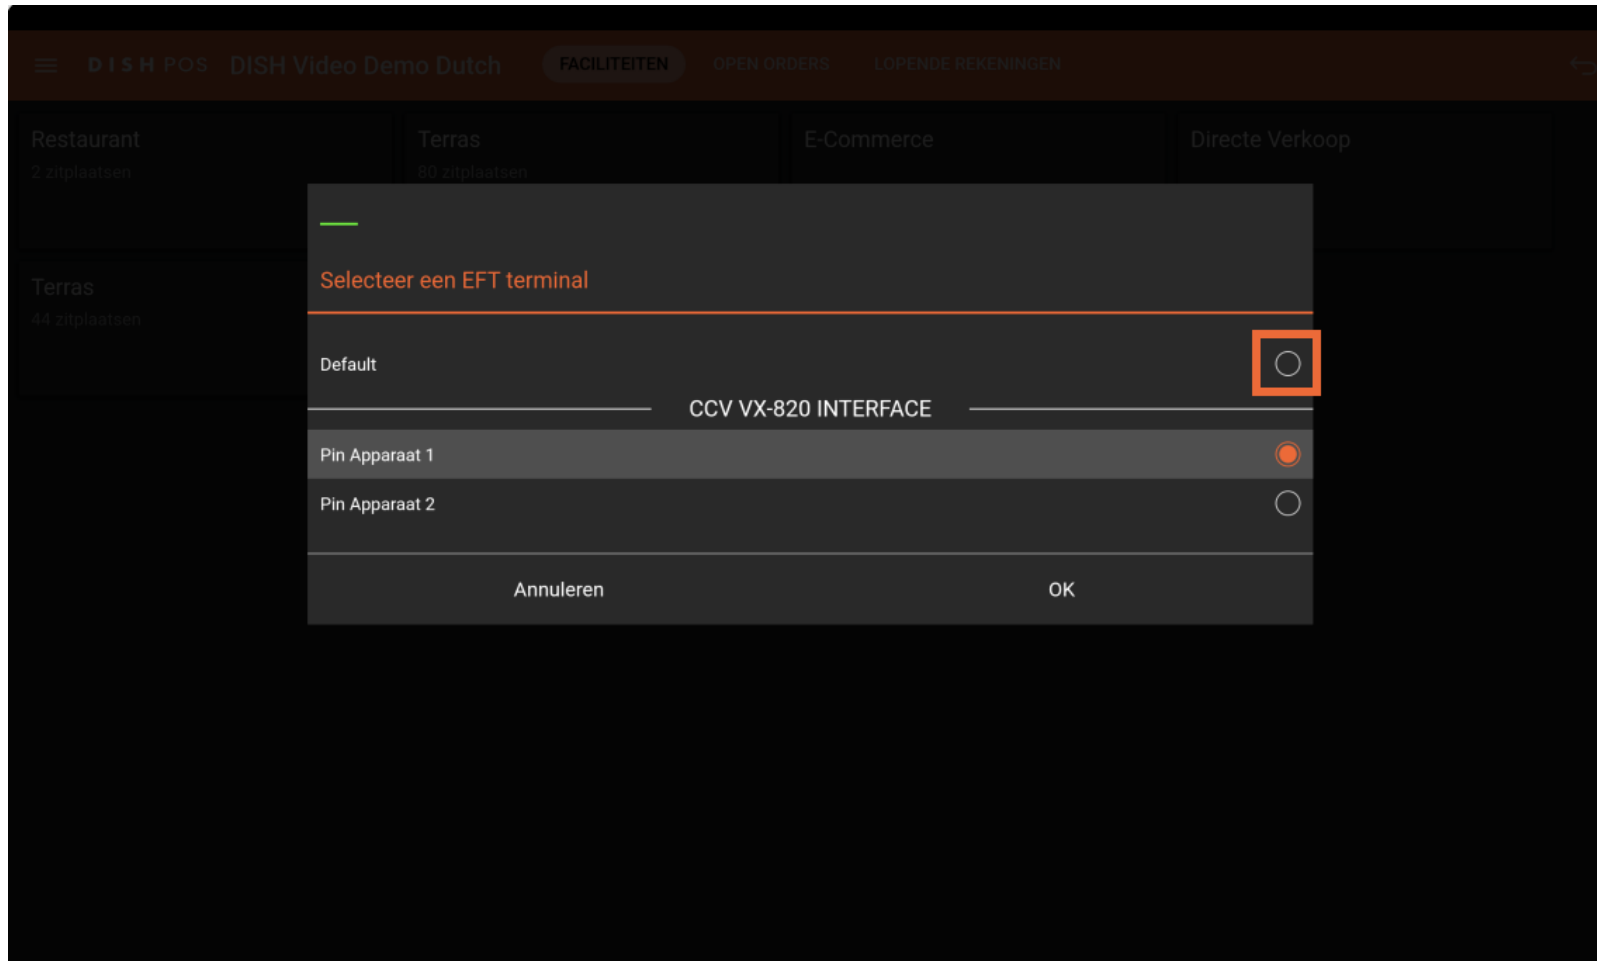 DISH POS DISH Video Demo Dutch FACILITEITEN OPEN ORDERS LOPENDE REKENINGEN
Restaurant
2 zitplaatsen
Terras
80 zitplaatsen
E-Commerce
Directe Verkoop
Terras
44 zitplaatsen
Selecteer een EFT terminal
Default
CCV VX-820 INTERFACE
Pin Apparaat 1
Pin Apparaat 2
Annuleren OK